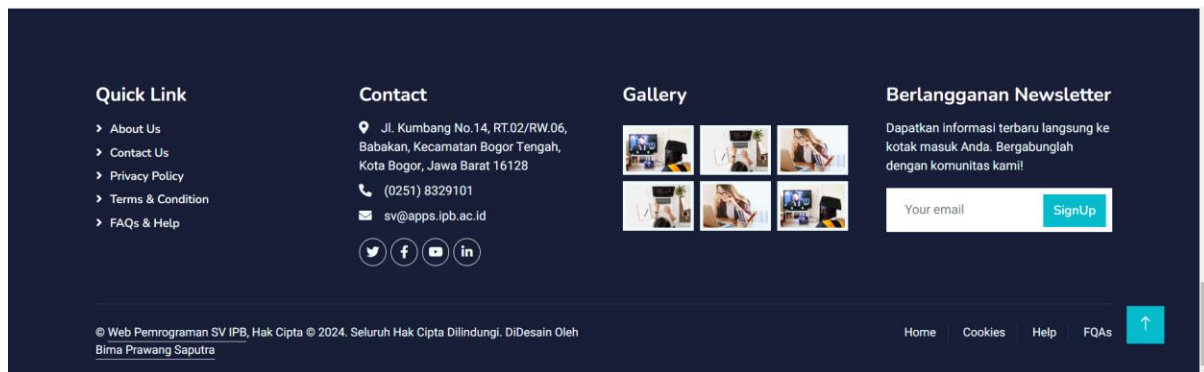 Quick Link
About Us
Contact Us
Privacy Policy
Terms & Condition
FAQs & Help
Contact
Jl. Kumbang No.14, RT.02/RW.06,
Babakan, Kecamatan Bogor Tengah,
Kota Bogor, Jawa Barat 16128
(0251) 8329101
sv@apps.ipb.ac.id
Gallery
Berlangganan Newsletter
Dapatkan informasi terbaru langsung ke
kotak masuk Anda. Bergabunglah
dengan komunitas kami!
Your email
SignUp
© Web Pemrograman SV IPB, Hak Cipta © 2024. Seluruh Hak Cipta Dilindungi. DiDesain Oleh
Bima Prawang Saputra
Home
Cookies
Help
FQAs